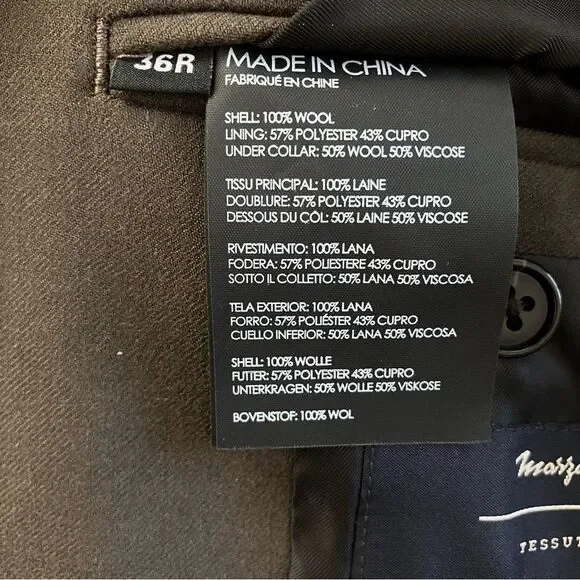 36R
MADE IN CHINA
FABRIQUÉ EN CHINE
SHELL: 100% WOOL
LINING: 57% POLYESTER 43% CUPRO
UNDER COLLAR: 50% WOOL 50% VISCOSE
TISSU PRINCIPAL: 100% LAINE
DOUBLURE: 57% POLYESTER 43% CUPRO
DESSOUS DU CÔL: 50% LAINE 50% VISCOSE
RIVESTIMENTO: 100% LANA
FODERA: 57% POLIESTERE 43% CUPRO
SOTTO IL COLLETTO: 50% LANA 50% VISCOSA
TELA EXTERIOR: 100% LANA
FORRO: 57% POLIÉSTER 43% CUPRO
CUELLO INFERIOR: 50% LANA 50% VISCOSA
SHELL: 100% WOLLE
FUTTER: 57% POLYESTER 43% CUPRO
UNTERKRAGEN: 50% WOLLE 50% VISKOSE
BOVENSTOF: 100% WOL